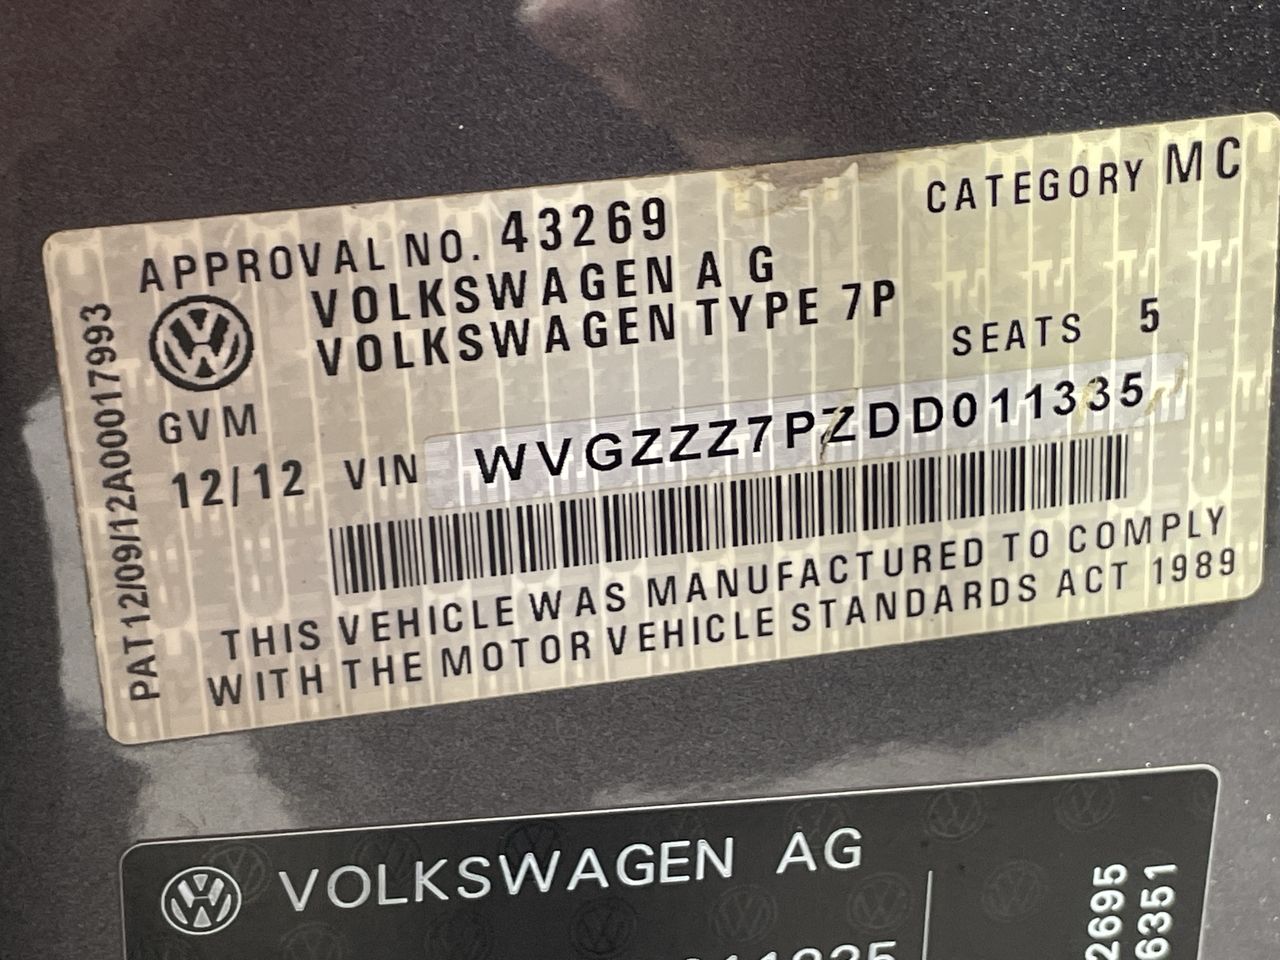 APPROVAL NO. 43269
CATEGORY MC
VOLKSWAGEN A G
VOLKSWAGEN TYPE 7P
SEATS 5
GVM
12/12 VIN WVGZZZ7PZDD011335
THIS VEHICLE WAS MANUFACTURED TO COMPLY
WITH THE MOTOR VEHICLE STANDARDS ACT 1989
PAT12/09/12A00017993
VOLKSWAGEN AG
2695
6351